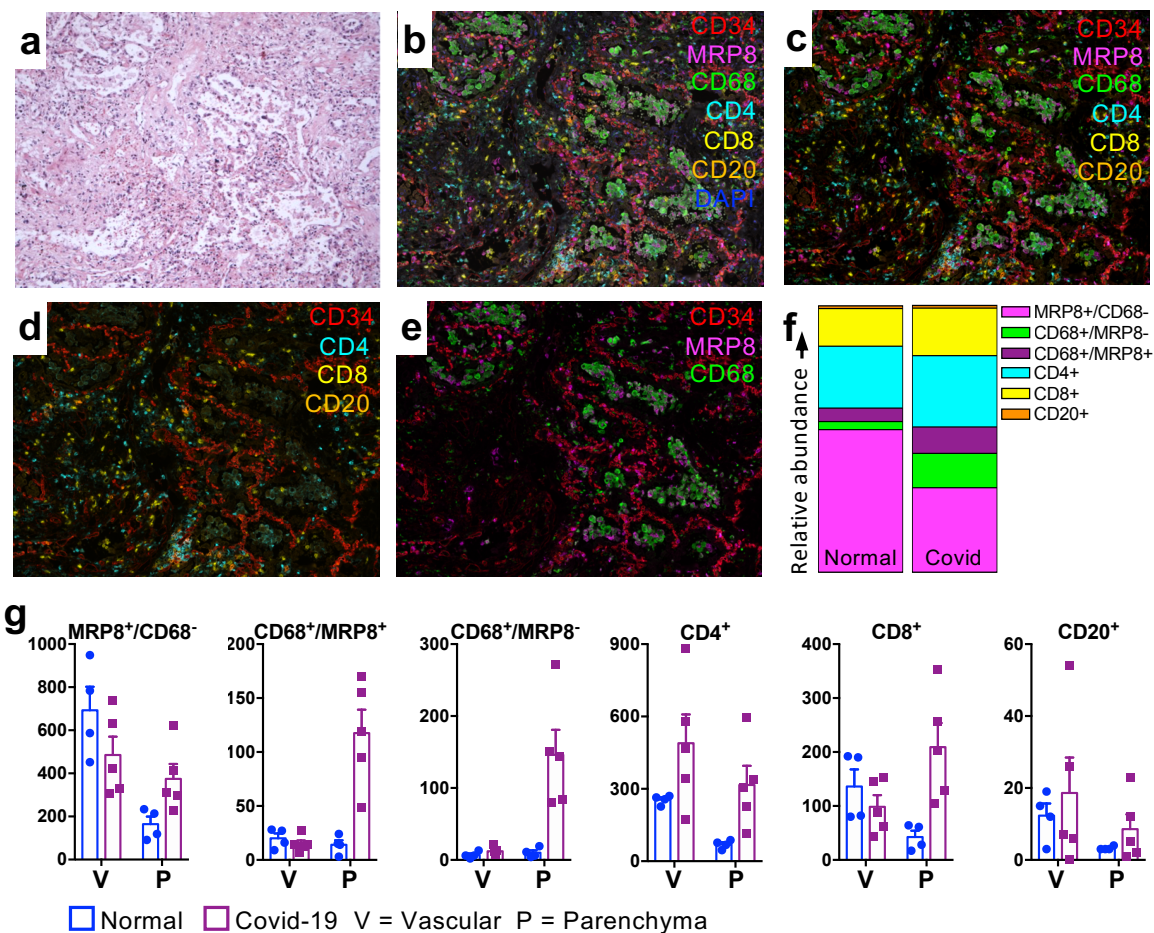 a
b
CD34
MRP8
CD68
CD4
CD8
CD20
DAPI
c
CD34
MRP8
CD68
CD4
CD8
CD20
d
CD34
CD4
CD8
CD20
e
CD34
MRP8
CD68
f
Relative abundance
Normal
Covid
MRP8+/CD68-
CD68+/MRP8-
CD68+/MRP8+
CD4+
CD8+
CD20+
g
MRP8⁺/CD68⁻
1000
800
600
400
200
0
V P
CD68⁺/MRP8⁺
200
150
100
50
0
V P
CD68⁺/MRP8⁻
300
200
100
0
V P
CD4⁺
900
600
300
0
V P
CD8⁺
400
300
200
100
0
V P
CD20⁺
60
40
20
0
V P
Normal Covid-19 V = Vascular P = Parenchyma